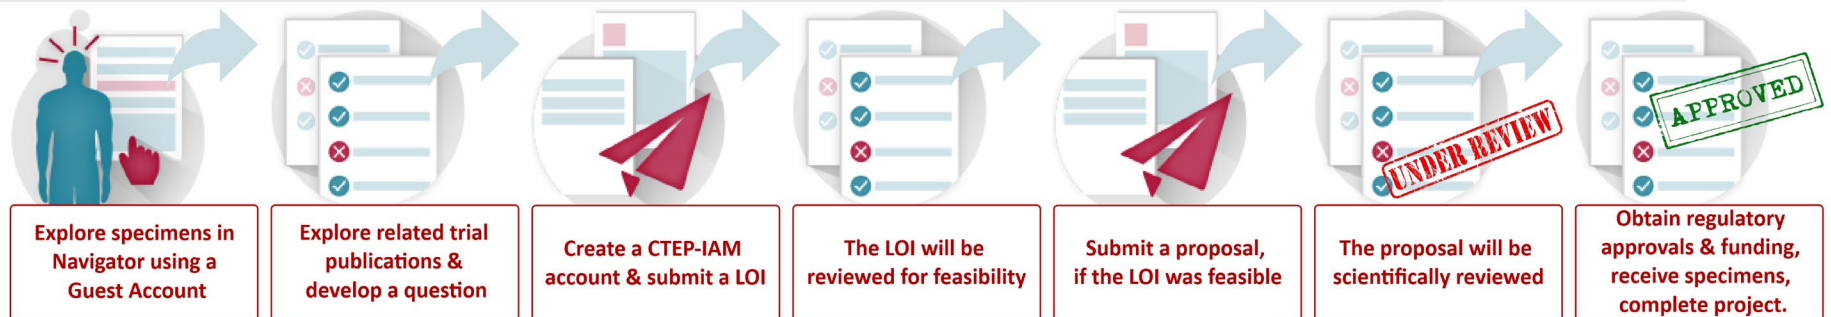 Explore specimens in
Navigator using a
Guest Account
Explore related trial
publications &
develop a question
Create a CTEP-IAM
account & submit a LOI
The LOI will be
reviewed for feasibility
Submit a proposal,
if the LOI was feasible
UNDER REVIEW
The proposal will be
scientifically reviewed
APPROVED
Obtain regulatory
approvals & funding,
receive specimens,
complete project.